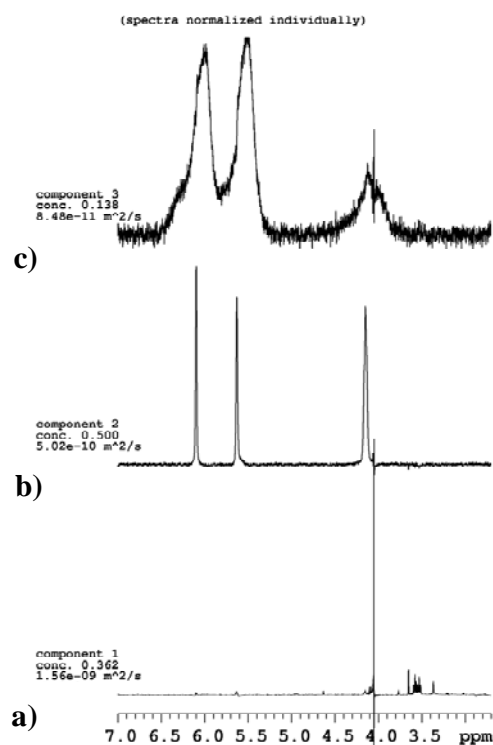 (spectra normalized individually)
component 3
conc. 0.138
8.48e-11 m^2/s
c)
component 2
conc. 0.500
5.02e-10 m^2/s
b)
component 1
conc. 0.362
1.56e-09 m^2/s
a)
7.0 6.5 6.0 5.5 5.0 4.5 4.0 3.5 ppm